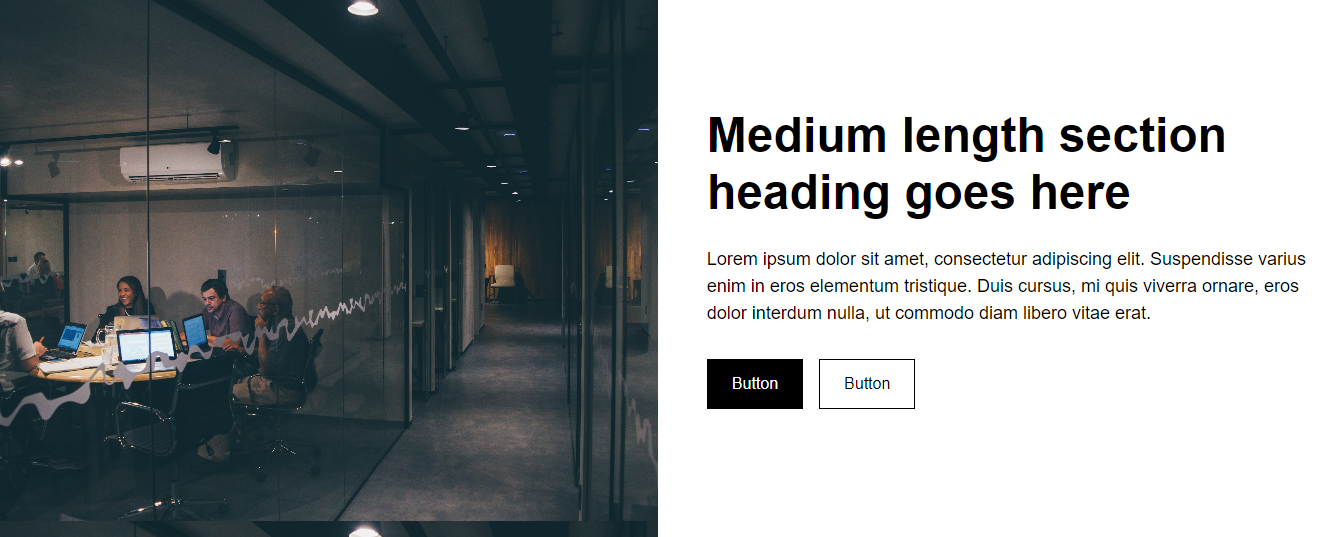 Medium length section
heading goes here
Lorem ipsum dolor sit amet, consectetur adipiscing elit. Suspendisse varius
enim in eros elementum tristique. Duis cursus, mi quis viverra ornare, eros
dolor interdum nulla, ut commodo diam libero vitae erat.
Button
Button